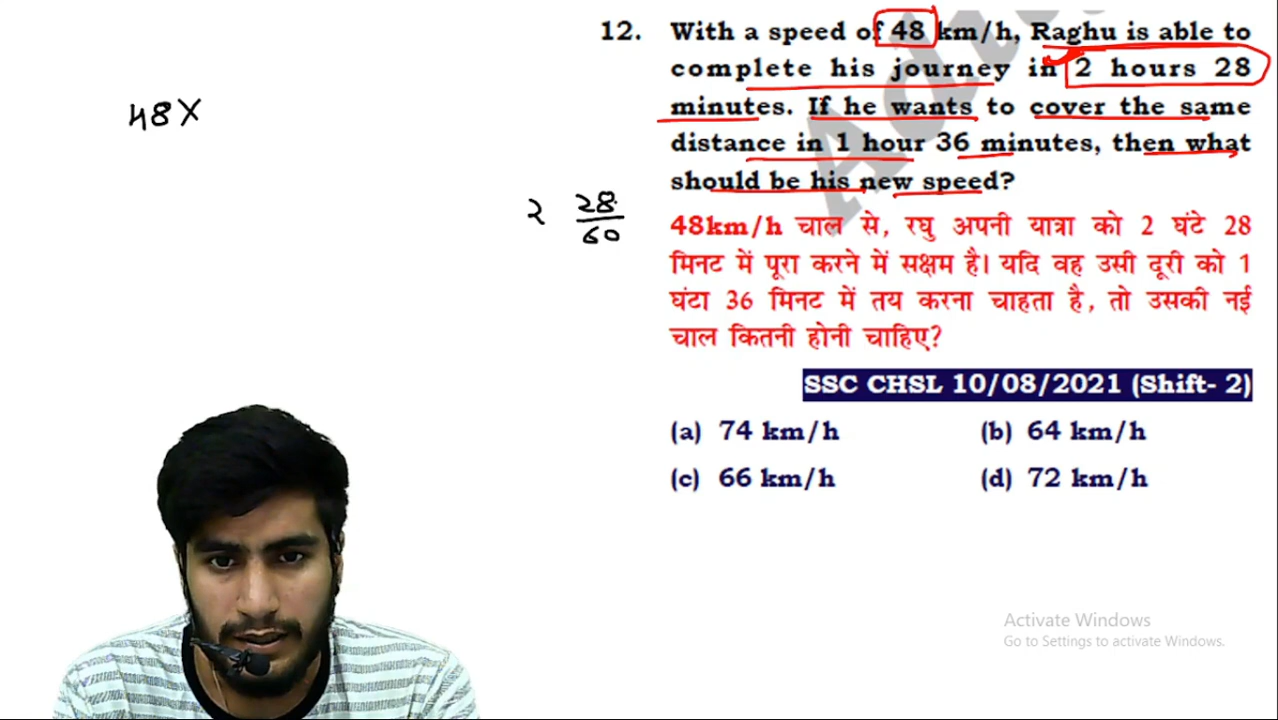 12. With a speed of 48 km/h, Raghu is able to
complete his journey in 2 hours 28
minutes. If he wants to cover the same
distance in 1 hour 36 minutes, then what
should be his new speed?
48km/h चाल से, रघु अपनी यात्रा को 2 घंटे 28
मिनट में पूरा करने में सक्षम है। यदि वह उसी दूरी को 1
घंटा 36 मिनट में तय करना चाहता है, तो उसकी नई
चाल कितनी होनी चाहिए?
SSC CHSL 10/08/2021 (Shift- 2)
(a) 74 km/h (b) 64 km/h
(c) 66 km/h (d) 72 km/h
48 X
2 28
60
Activate Windows
Go to Settings to activate Windows.